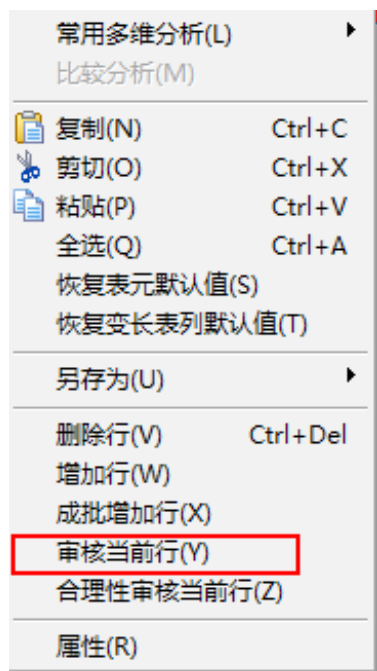 常用多维分析(L)
比较分析(M)
复制(N) Ctrl+C
剪切(O) Ctrl+X
粘贴(P) Ctrl+V
全选(Q) Ctrl+A
恢复表元默认值(S)
恢复变长表列默认值(T)
另存为(U)
删除行(V) Ctrl+Del
增加行(W)
成批增加行(X)
审核当前行(Y)
合理性审核当前行(Z)
属性(R)